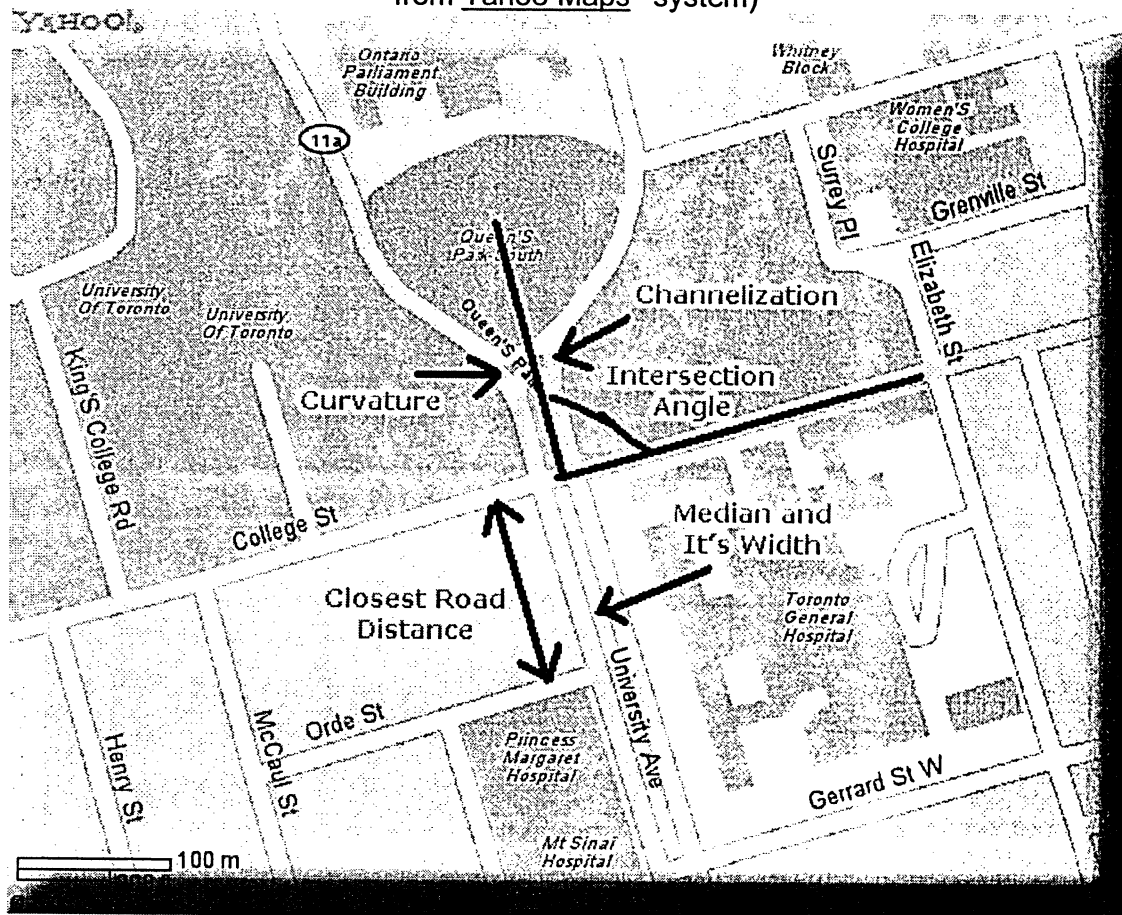 from Yahoo Maps system)
YAHOO!
Ontario
Parliament
Building
Whitney
Block
Women'S
College
Hospital
11a
Surrey Pl
Grenville St
Queen'S
Park South
Elizabeth St
University
Of Toronto
University
Of Toronto
Channelization
Queen'S Park
King'S College Rd
Curvature
Intersection
Angle
College St
Median and
It's Width
Closest Road
Distance
Toronto
General
Hospital
University Ave
Orde St
McCaul St
Henry St
Princess
Margaret
Hospital
Gerrard St W
Mt Sinai
Hospital
100 m